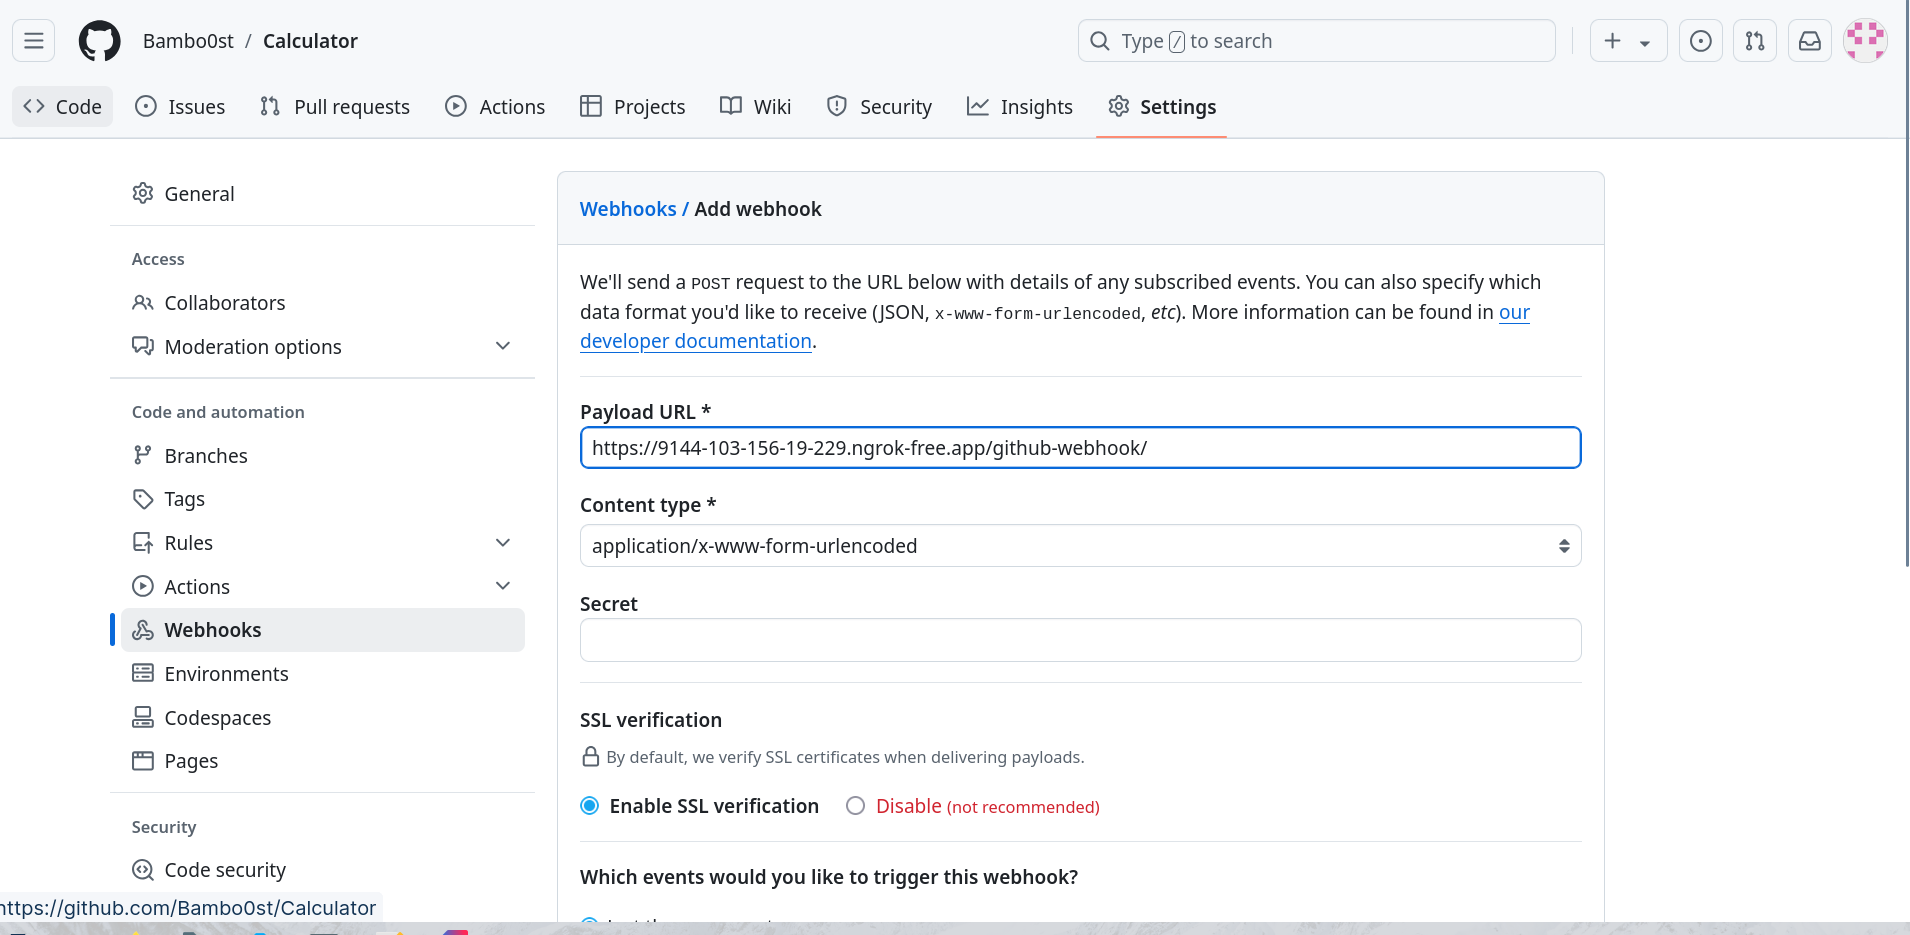 Bambo0st / Calculator
Type / to search
Code
Issues
Pull requests
Actions
Projects
Wiki
Security
Insights
Settings
General
Access
Collaborators
Moderation options
Code and automation
Branches
Tags
Rules
Actions
Webhooks
Environments
Codespaces
Pages
Security
Code security
https://github.com/Bambo0st/Calculator
Webhooks / Add webhook
We'll send a POST request to the URL below with details of any subscribed events. You can also specify which
data format you'd like to receive (JSON, x-www-form-urlencoded, etc). More information can be found in our
developer documentation.
Payload URL *
https://9144-103-156-19-229.ngrok-free.app/github-webhook/
Content type *
application/x-www-form-urlencoded
Secret
SSL verification
By default, we verify SSL certificates when delivering payloads.
Enable SSL verification
Disable (not recommended)
Which events would you like to trigger this webhook?